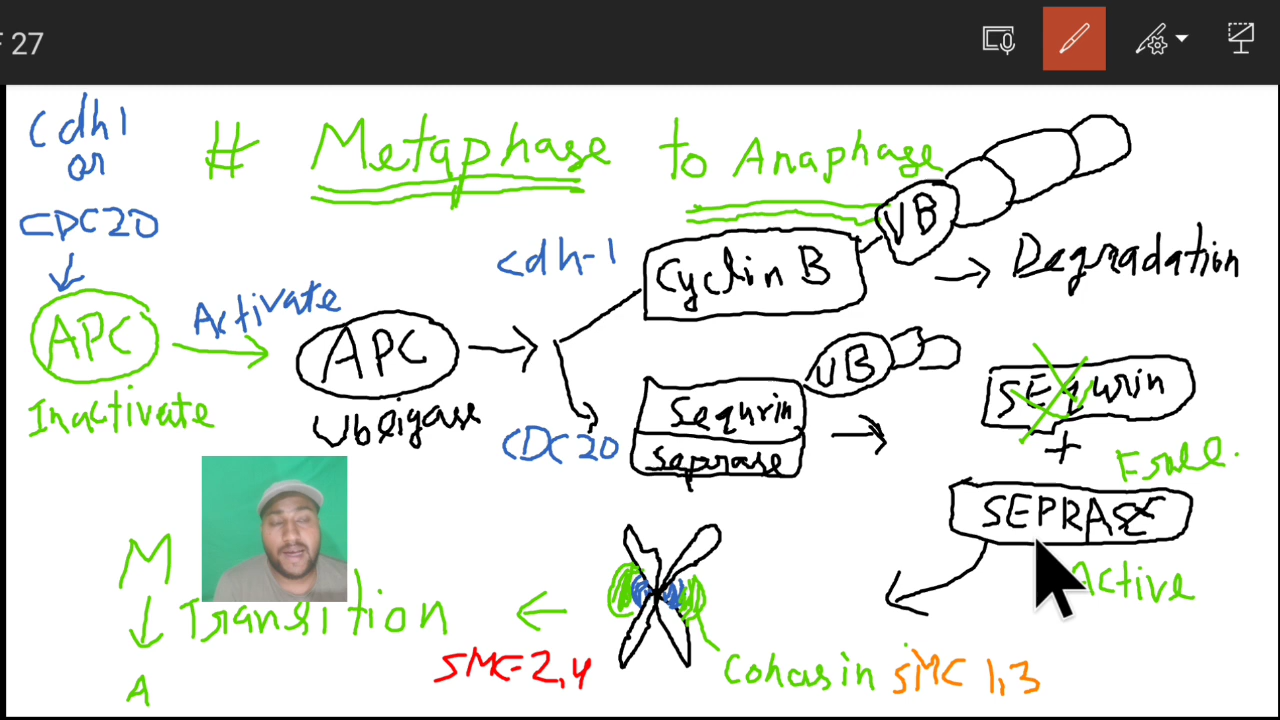 F 27
Cdh1
or
CDC20
# Metaphase to Anaphase
APC
Inactivate
Activate
APC
Ubligase
Cdh-1
Cyclin B
UB
Degradation
CDC20
Sequrin
Seprase
UB
SEqurin
+
Free.
SEPRASE
Active
M
Transition
A
SMC-2,4
Cohasin SMC 1,3